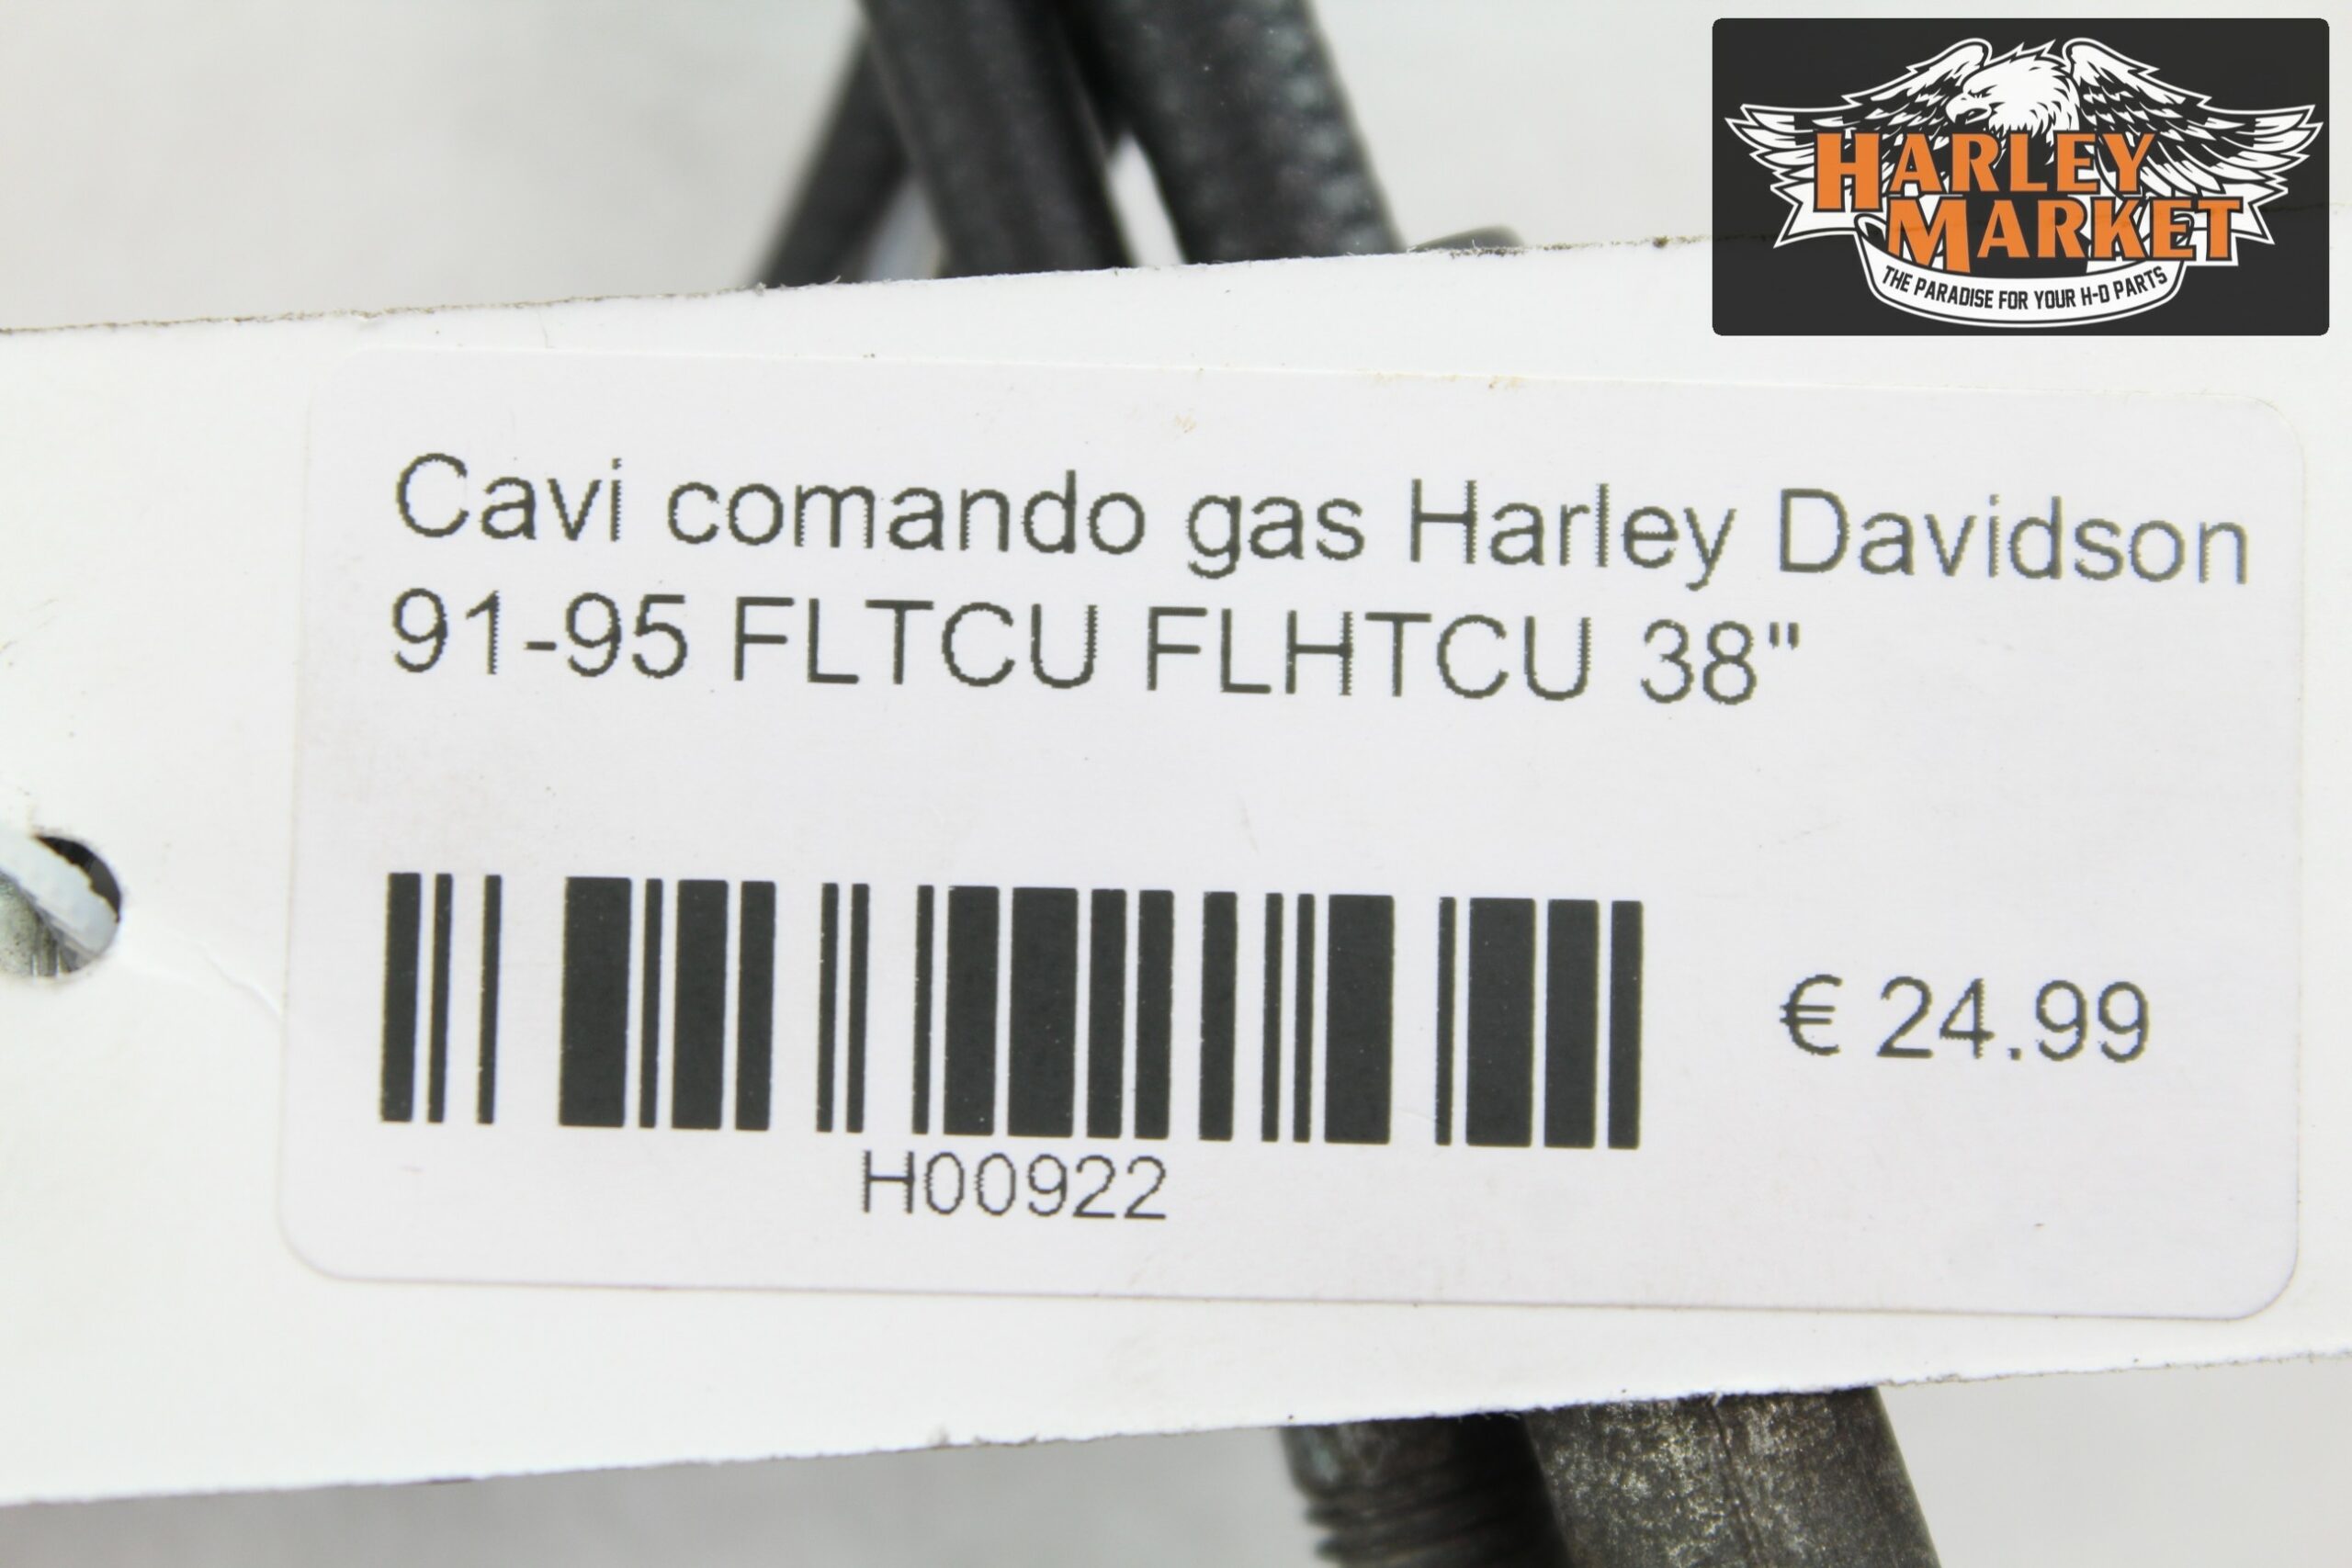 HARLEY
MARKET
THE PARADISE FOR YOUR H-D PARTS
Cavi comando gas Harley Davidson
91-95 FLTCU FLHTCU 38"
€ 24.99
H00922